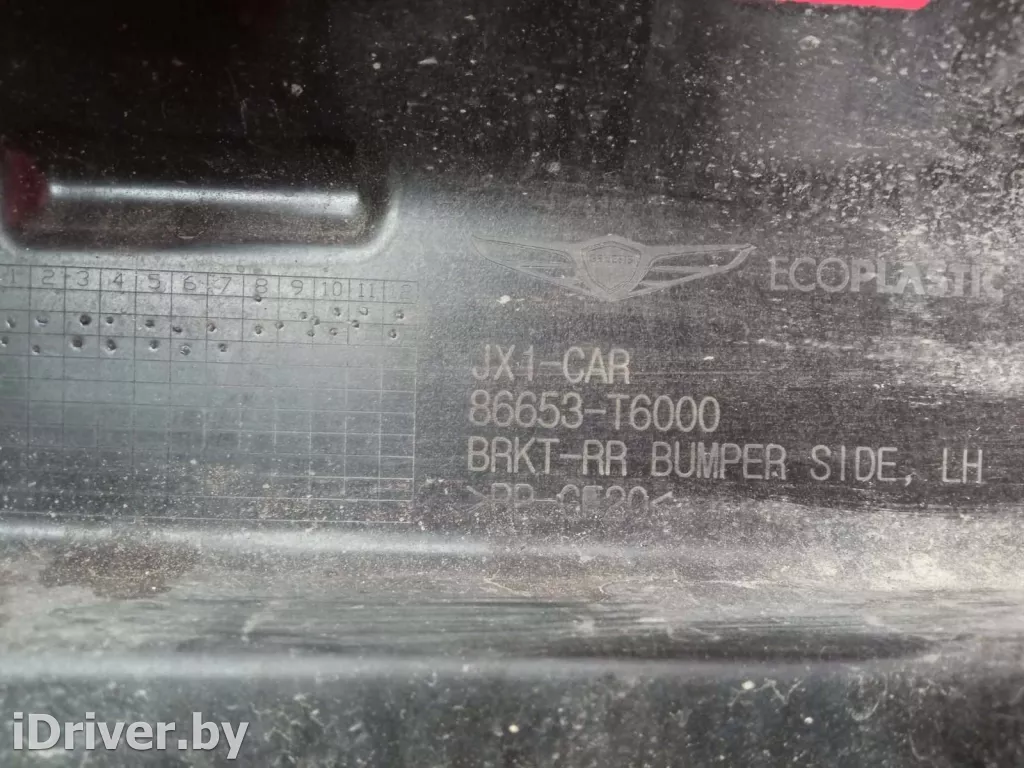 GENESIS ECOPLASTIC
1 2 3 4 5 6 7 8 9 10 11
JX1-CAR
86653-T6000
BRKT-RR BUMPER SIDE, LH
iDriver.by